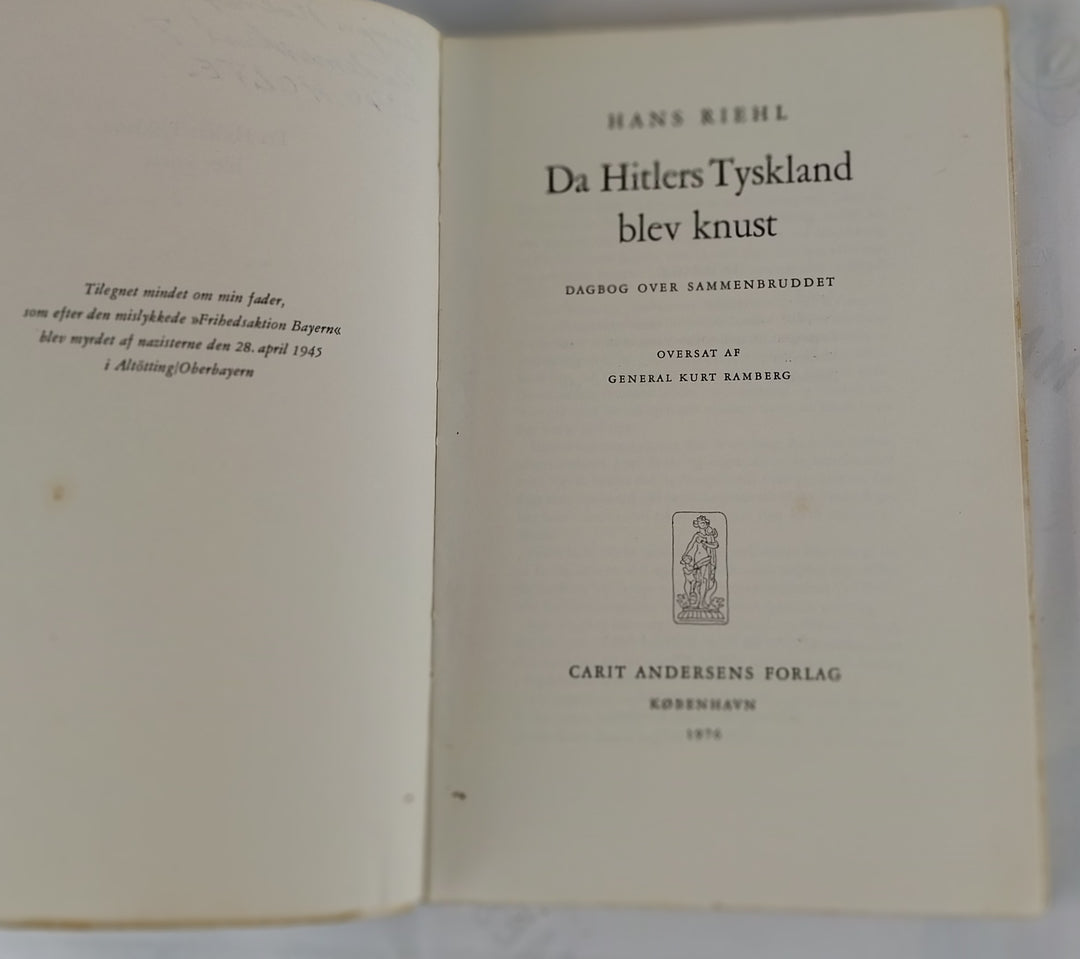 Tilegnet mindet om min fader,
som efter den mislykkede »Frihedsaktion Bayern«
blev myrdet af nazisterne den 28. april 1945
i Altötting/Oberbayern
HANS RIEHL
Da Hitlers Tyskland
blev knust
DAGBOG OVER SAMMENBRUDDET
OVERSAT AF
GENERAL KURT RAMBERG
CARIT ANDERSENS FORLAG
KØBENHAVN